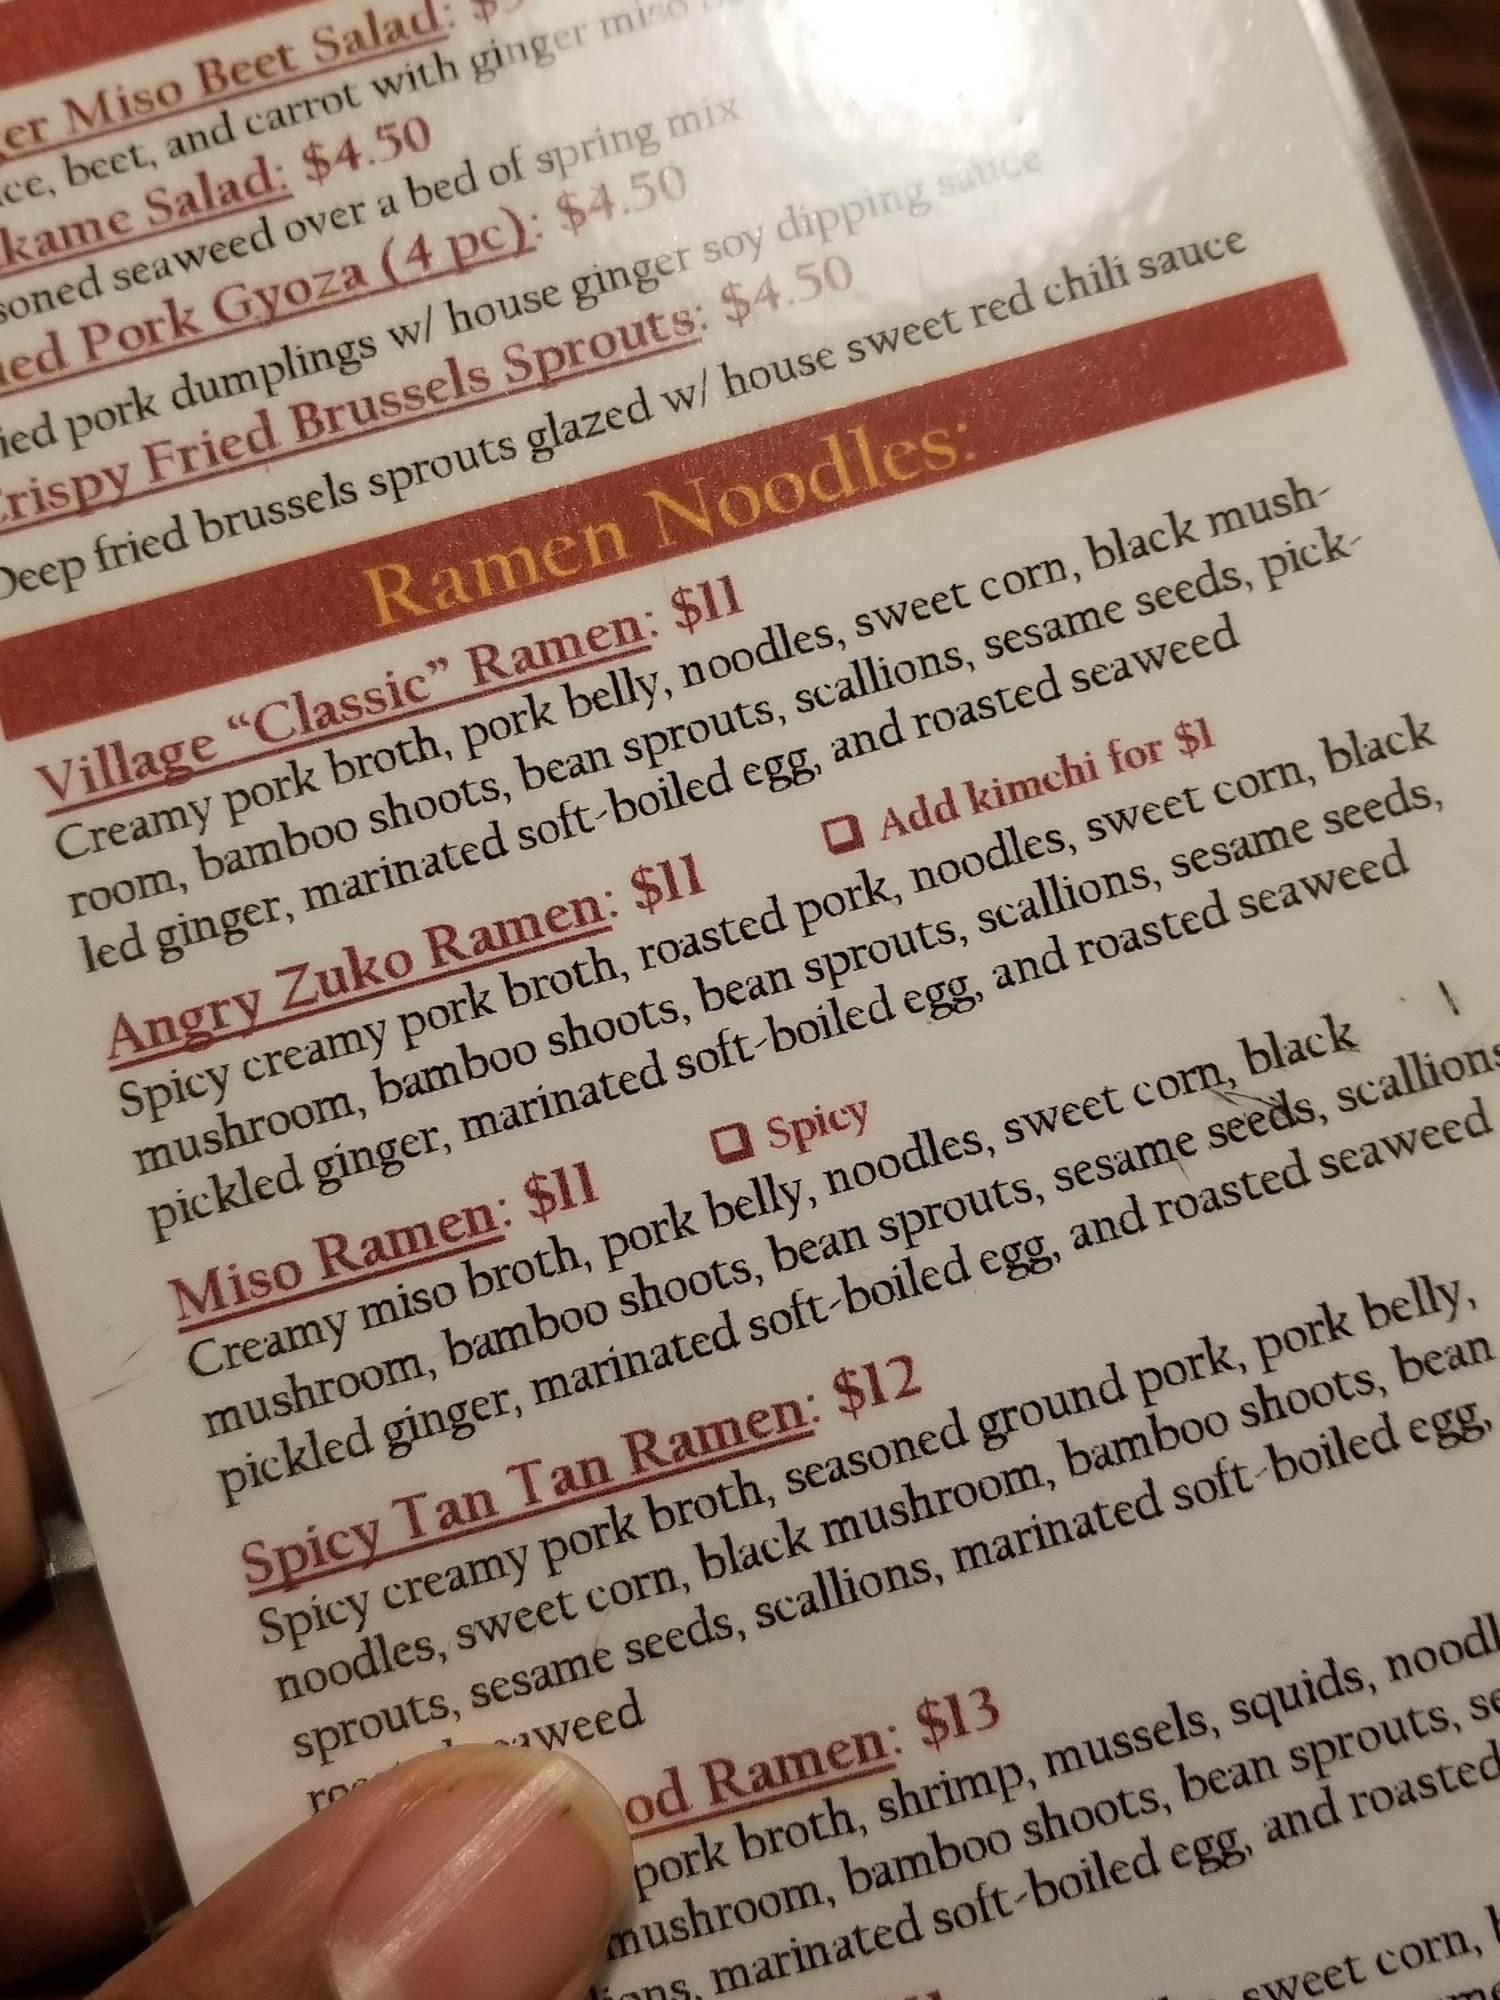 Miso Beet Salad:
beet, and carrot with ginger miso
Salad: $4.50
seaweed over a bed of spring mix
Pork Gyoza (4 pc): $4.50
pork dumplings w/ house ginger soy dipping sauce
Crispy Fried Brussels Sprouts: $4.50
Deep fried brussels sprouts glazed w/ house sweet red chili sauce
Ramen Noodles:
Village “Classic” Ramen: $11
Creamy pork broth, pork belly, noodles, sweet corn, black mush-
room, bamboo shoots, bean sprouts, scallions, sesame seeds, pick-
led ginger, marinated soft-boiled egg, and roasted seaweed
Angry Zuko Ramen: $11 ❑ Add kimchi for $1
Spicy creamy pork broth, roasted pork, noodles, sweet corn, black
mushroom, bamboo shoots, bean sprouts, scallions, sesame seeds,
pickled ginger, marinated soft-boiled egg, and roasted seaweed
Miso Ramen: $11 ❑ Spicy
Creamy miso broth, pork belly, noodles, sweet corn, black
mushroom, bamboo shoots, bean sprouts, sesame seeds, scallions
pickled ginger, marinated soft-boiled egg, and roasted seaweed
Spicy Tan Tan Ramen: $12
Spicy creamy pork broth, seasoned ground pork, pork belly,
noodles, sweet corn, black mushroom, bamboo shoots, bean
sprouts, sesame seeds, scallions, marinated soft-boiled egg,
Ramen: $13
pork broth, shrimp, mussels, squids,
mushroom, bamboo shoots, bean sprouts,
marinated soft-boiled egg, and roasted
sweet corn,